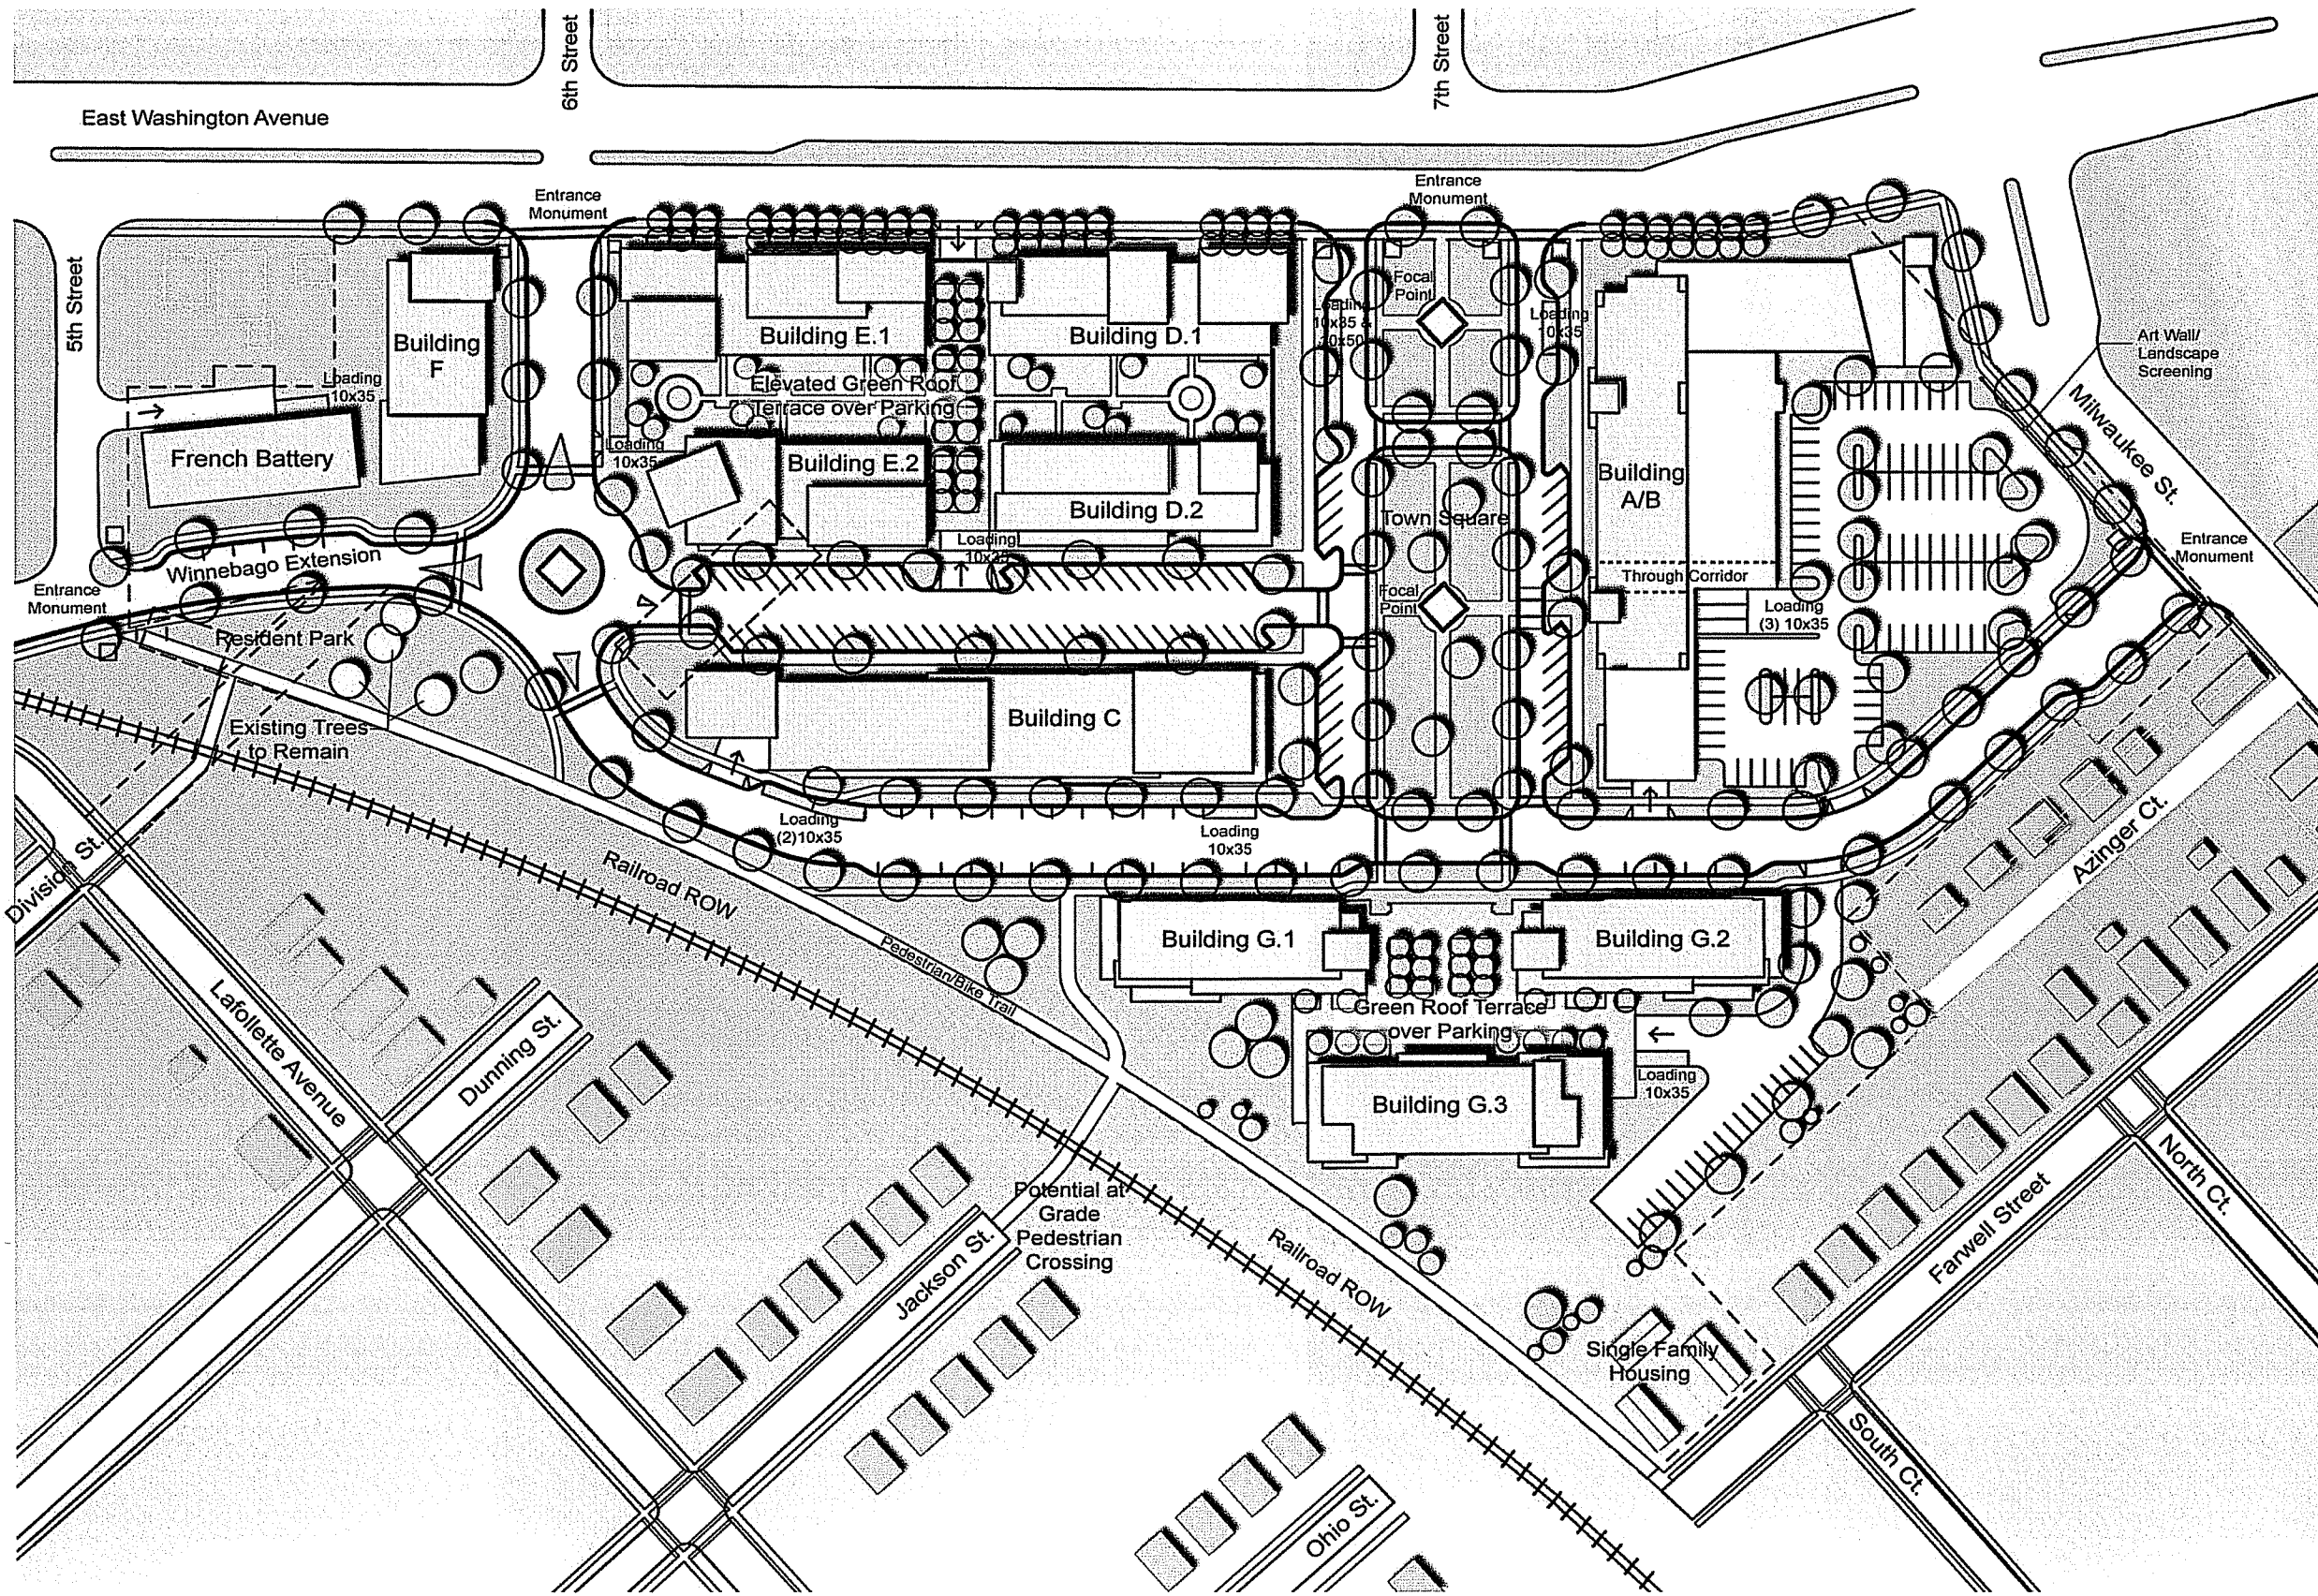 6th Street
7th Street
East Washington Avenue
Entrance
Monument
Entrance
Monument
5th Street
Building
F
Loading
10x35
French Battery
Building E.1
Building D.1
Elevated Green Roof
Terrace over Parking
Loading
10x35
Building E.2
Building D.2
Loading
10x35
Loading
10x35 &
10x50
Focal
Point
Loading
10x35
Town Square
Focal
Point
Building
A/B
Through Corridor
Loading
(3) 10x35
Art Wall/
Landscape
Screening
Milwaukee St.
Entrance
Monument
Winnebago Extension
Entrance
Monument
Resident Park
Existing Trees
to Remain
Building C
Loading
(2)10x35
Loading
10x35
Division St.
Railroad ROW
Pedestrian/Bike Trail
Azinger Ct.
Building G.1
Building G.2
Green Roof Terrace
over Parking
Building G.3
Loading
10x35
Lafollette Avenue
Dunning St.
Potential at
Grade
Pedestrian
Crossing
Jackson St.
Railroad ROW
Single Family
Housing
Farwell Street
North Ct.
South Ct.
Ohio St.